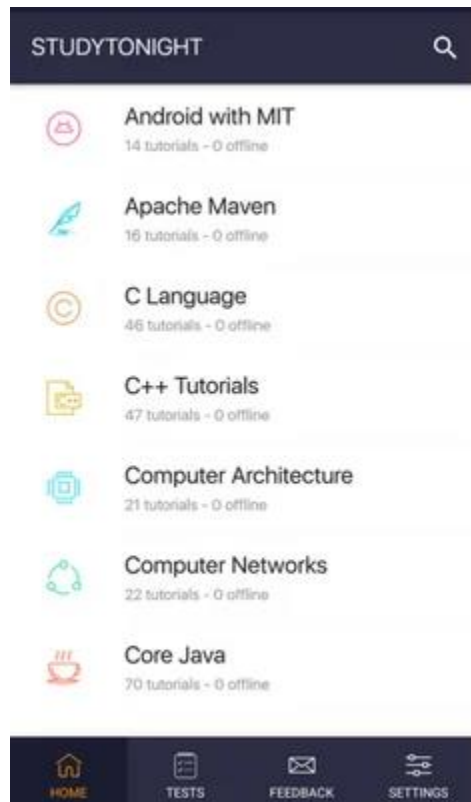 STUDYTONIGHT
Android with MIT
14 tutorials - 0 offline
Apache Maven
16 tutorials - 0 offline
C Language
46 tutorials - 0 offline
C++ Tutorials
47 tutorials - 0 offline
Computer Architecture
21 tutorials - 0 offline
Computer Networks
22 tutorials - 0 offline
Core Java
70 tutorials - 0 offline
HOME TESTS FEEDBACK SETTINGS